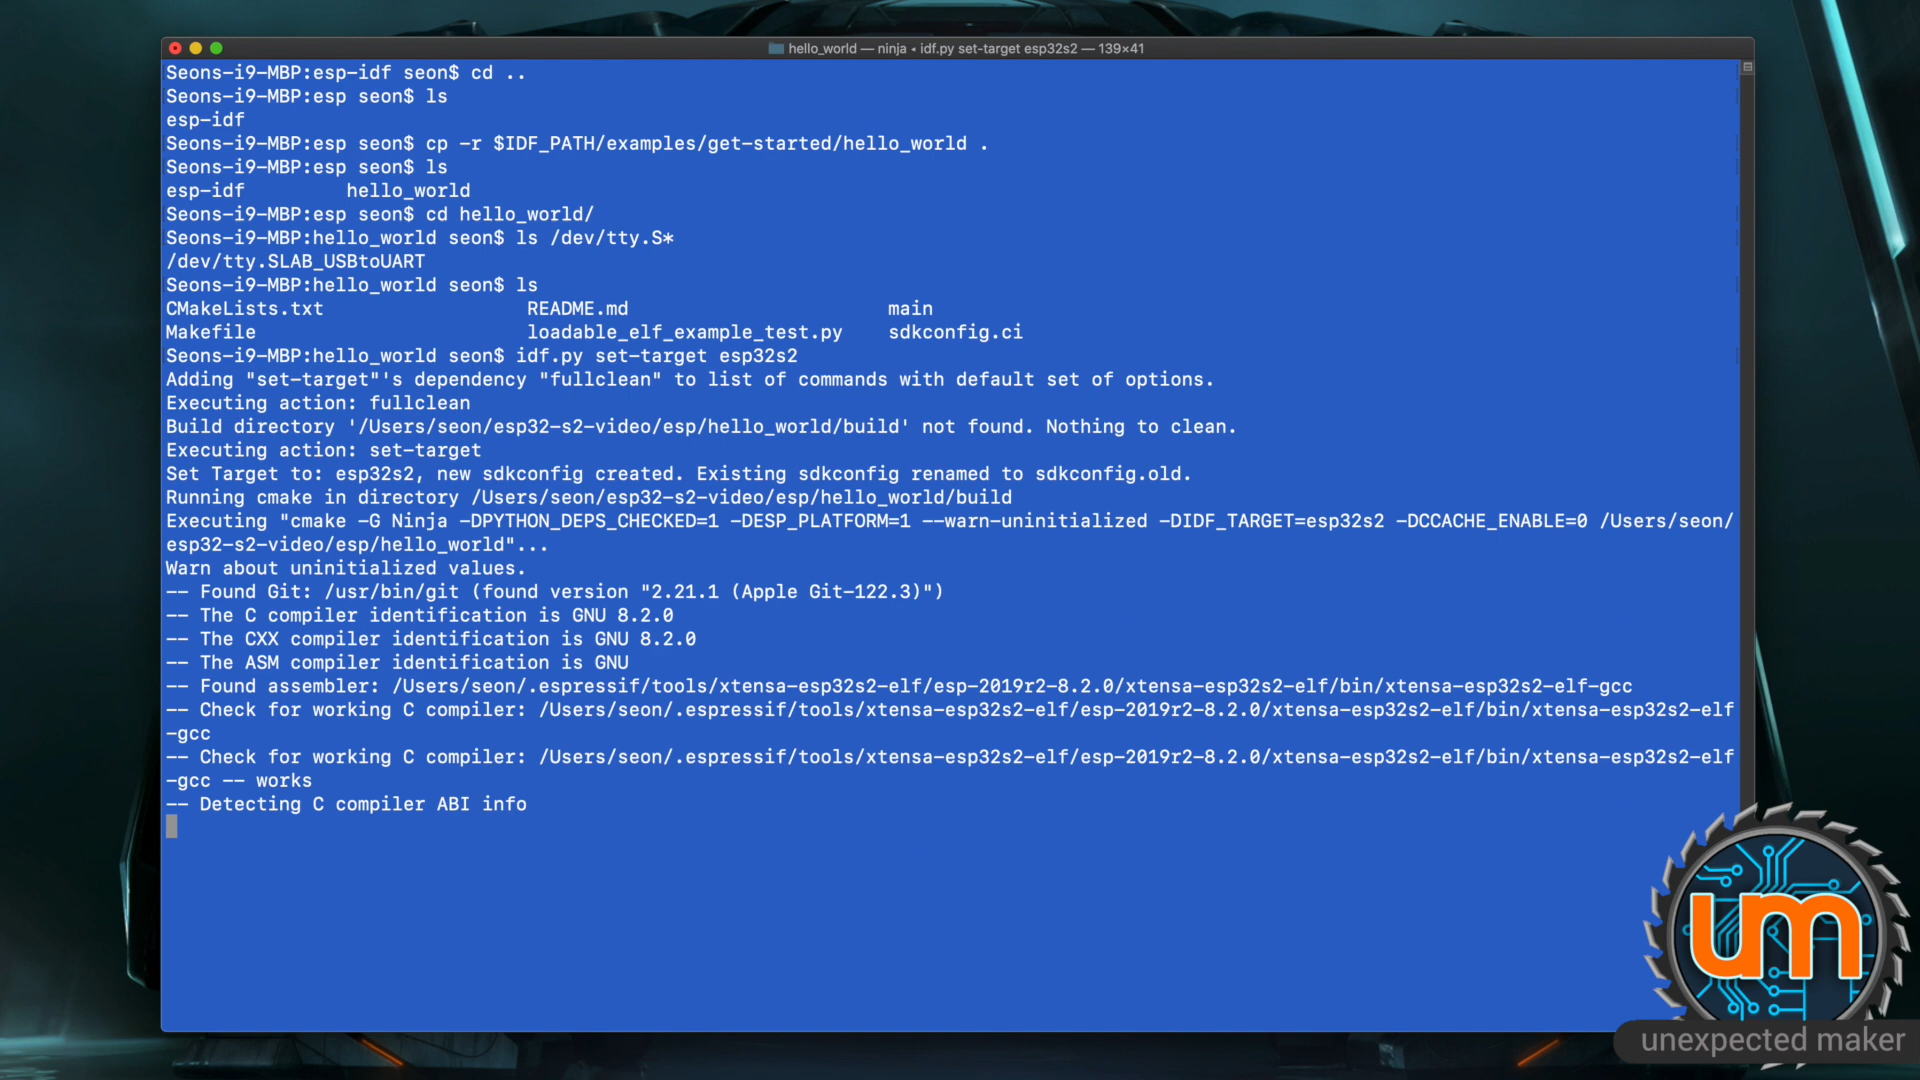 hello_world — ninja ◂ idf.py set-target esp32s2 — 139×41
Seons-i9-MBP:esp-idf seon$ cd ..
Seons-i9-MBP:esp seon$ ls
esp-idf
Seons-i9-MBP:esp seon$ cp -r $IDF_PATH/examples/get-started/hello_world .
Seons-i9-MBP:esp seon$ ls
esp-idf hello_world
Seons-i9-MBP:esp seon$ cd hello_world/
Seons-i9-MBP:hello_world seon$ ls /dev/tty.S*
/dev/tty.SLAB_USBtoUART
Seons-i9-MBP:hello_world seon$ ls
CMakeLists.txt README.md main
Makefile loadable_elf_example_test.py sdkconfig.ci
Seons-i9-MBP:hello_world seon$ idf.py set-target esp32s2
Adding "set-target"'s dependency "fullclean" to list of commands with default set of options.
Executing action: fullclean
Build directory '/Users/seon/esp32-s2-video/esp/hello_world/build' not found. Nothing to clean.
Executing action: set-target
Set Target to: esp32s2, new sdkconfig created. Existing sdkconfig renamed to sdkconfig.old.
Running cmake in directory /Users/seon/esp32-s2-video/esp/hello_world/build
Executing "cmake -G Ninja -DPYTHON_DEPS_CHECKED=1 -DESP_PLATFORM=1 --warn-uninitialized -DIDF_TARGET=esp32s2 -DCCACHE_ENABLE=0 /Users/seon/
esp32-s2-video/esp/hello_world"...
Warn about uninitialized values.
-- Found Git: /usr/bin/git (found version "2.21.1 (Apple Git-122.3)")
-- The C compiler identification is GNU 8.2.0
-- The CXX compiler identification is GNU 8.2.0
-- The ASM compiler identification is GNU
-- Found assembler: /Users/seon/.espressif/tools/xtensa-esp32s2-elf/esp-2019r2-8.2.0/xtensa-esp32s2-elf/bin/xtensa-esp32s2-elf-gcc
-- Check for working C compiler: /Users/seon/.espressif/tools/xtensa-esp32s2-elf/esp-2019r2-8.2.0/xtensa-esp32s2-elf/bin/xtensa-esp32s2-elf
-gcc
-- Check for working C compiler: /Users/seon/.espressif/tools/xtensa-esp32s2-elf/esp-2019r2-8.2.0/xtensa-esp32s2-elf/bin/xtensa-esp32s2-elf
-gcc -- works
-- Detecting C compiler ABI info
um
unexpected maker